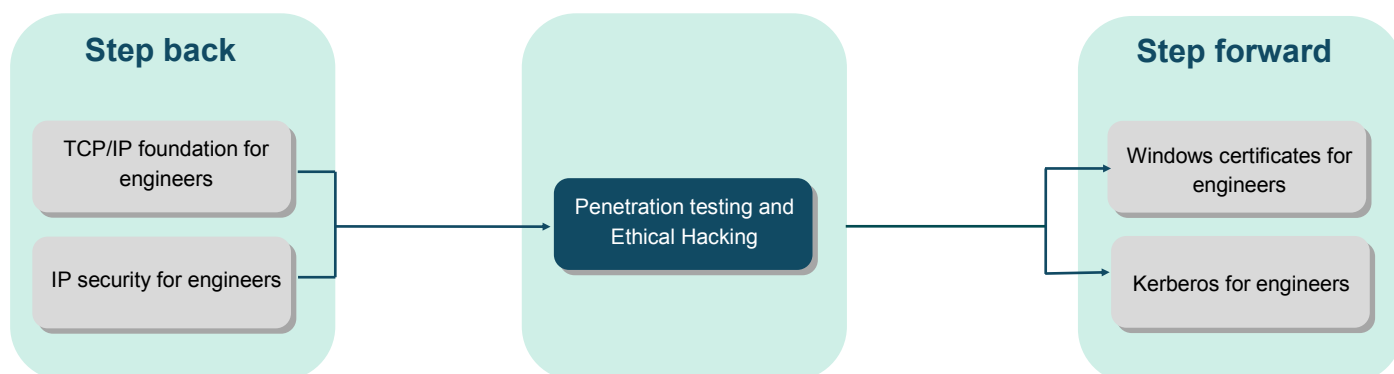 Step back
TCP/IP foundation for
engineers
IP security for engineers
Penetration testing and
Ethical Hacking
Step forward
Windows certificates for
engineers
Kerberos for engineers